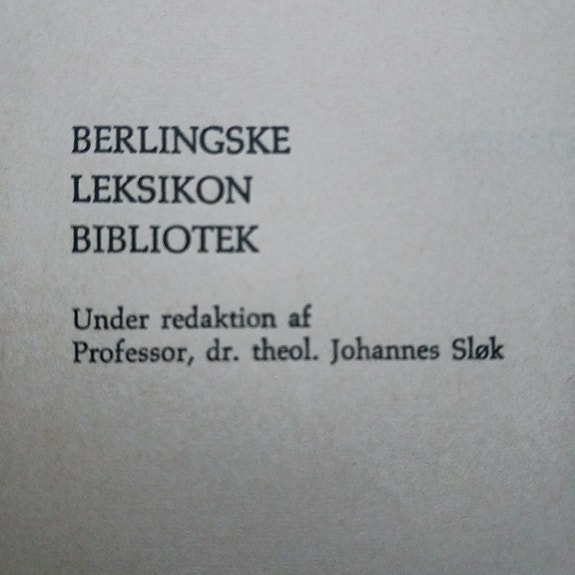 BERLINGSKE
LEKSIKON
BIBLIOTEK
Under redaktion af
Professor, dr. theol. Johannes Sløk